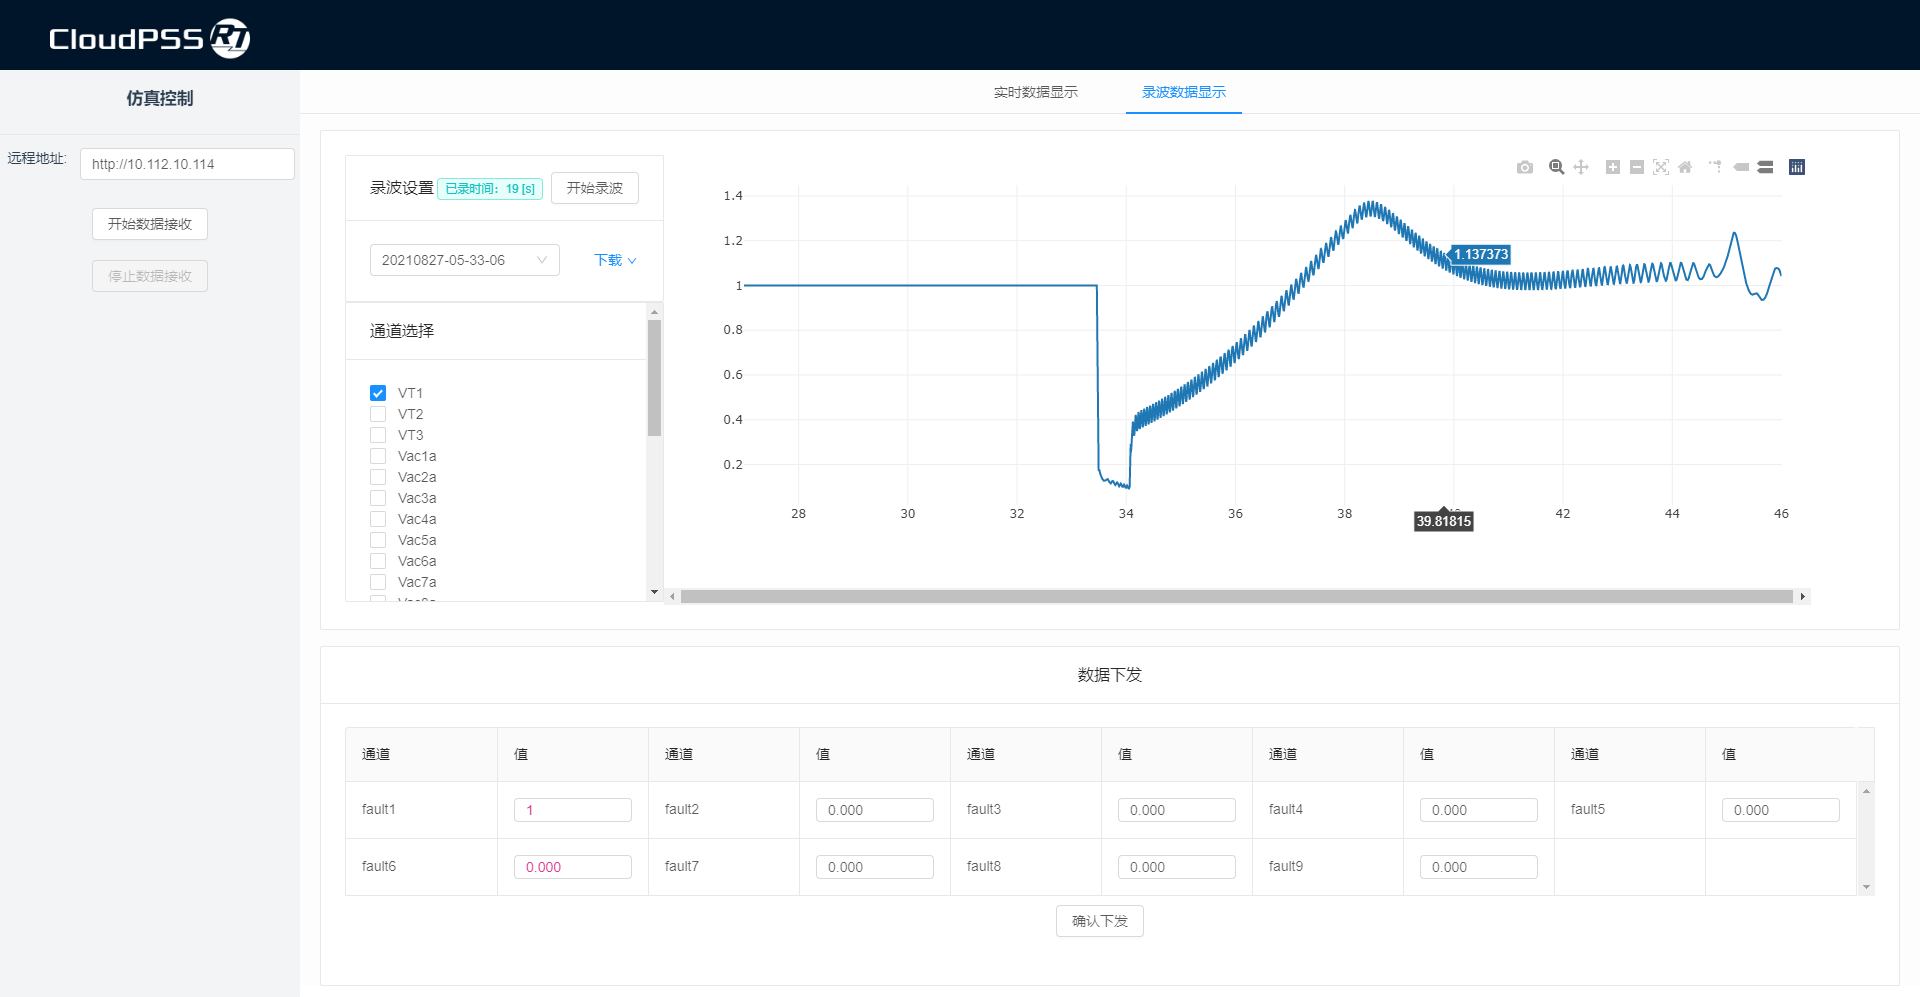 CloudPSS RT
仿真控制
远程地址:
http://10.112.10.114
开始数据接收
停止数据接收
实时数据显示
录波数据显示
录波设置
已录时间：19 [s]
开始录波
20210827-05-33-06
下载
通道选择
VT1
VT2
VT3
Vac1a
Vac2a
Vac3a
Vac4a
Vac5a
Vac6a
Vac7a
1.4
1.2
1
0.8
0.6
0.4
0.2
1.137373
28
30
32
34
36
38
39.81815
42
44
46
数据下发
通道 值 通道 值 通道 值 通道 值 通道 值
fault1 1 fault2 0.000 fault3 0.000 fault4 0.000 fault5 0.000
fault6 0.000 fault7 0.000 fault8 0.000 fault9 0.000
确认下发